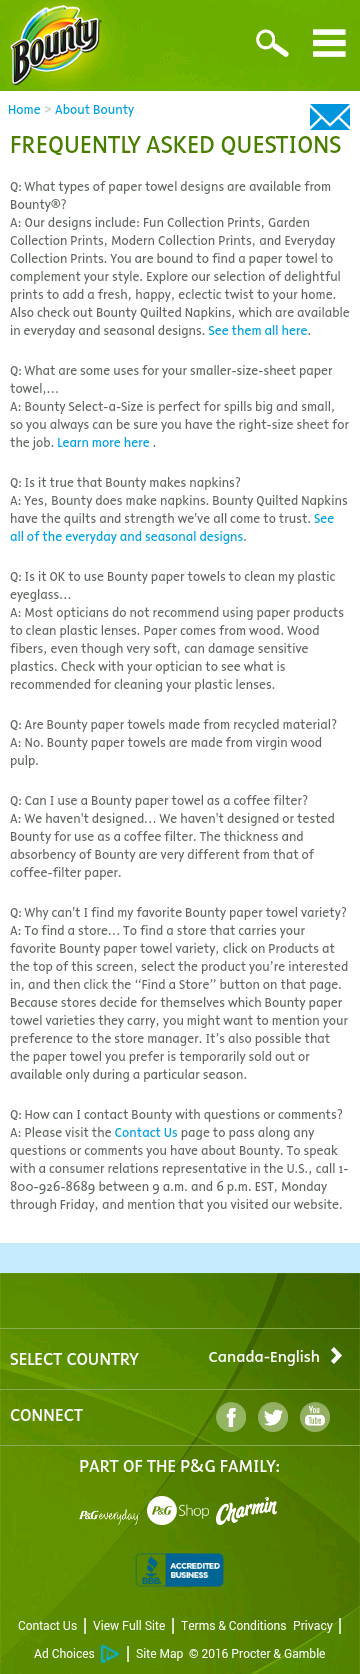 Bounty
Home > About Bounty
FREQUENTLY ASKED QUESTIONS
Q: What types of paper towel designs are available from
Bounty®?
A: Our designs include: Fun Collection Prints, Garden
Collection Prints, Modern Collection Prints, and Everyday
Collection Prints. You are bound to find a paper towel to
complement your style. Explore our selection of delightful
prints to add a fresh, happy, eclectic twist to your home.
Also check out Bounty Quilted Napkins, which are available
in everyday and seasonal designs. See them all here.
Q: What are some uses for your smaller-size-sheet paper
towel,...
A: Bounty Select-a-Size is perfect for spills big and small,
so you always can be sure you have the right-size sheet for
the job. Learn more here .
Q: Is it true that Bounty makes napkins?
A: Yes, Bounty does make napkins. Bounty Quilted Napkins
have the quilts and strength we've all come to trust. See
all of the everyday and seasonal designs.
Q: Is it OK to use Bounty paper towels to clean my plastic
eyeglass...
A: Most opticians do not recommend using paper products
to clean plastic lenses. Paper comes from wood. Wood
fibers, even though very soft, can damage sensitive
plastics. Check with your optician to see what is
recommended for cleaning your plastic lenses.
Q: Are Bounty paper towels made from recycled material?
A: No. Bounty paper towels are made from virgin wood
pulp.
Q: Can I use a Bounty paper towel as a coffee filter?
A: We haven't designed... We haven't designed or tested
Bounty for use as a coffee filter. The thickness and
absorbency of Bounty are very different from that of
coffee-filter paper.
Q: Why can't I find my favorite Bounty paper towel variety?
A: To find a store... To find a store that carries your
favorite Bounty paper towel variety, click on Products at
the top of this screen, select the product you’re interested
in, and then click the “Find a Store” button on that page.
Because stores decide for themselves which Bounty paper
towel varieties they carry, you might want to mention your
preference to the store manager. It’s also possible that
the paper towel you prefer is temporarily sold out or
available only during a particular season.
Q: How can I contact Bounty with questions or comments?
A: Please visit the Contact Us page to pass along any
questions or comments you have about Bounty. To speak
with a consumer relations representative in the U.S., call 1-
800-926-8689 between 9 a.m. and 6 p.m. EST, Monday
through Friday, and mention that you visited our website.
SELECT COUNTRY Canada-English
CONNECT f You Tube
PART OF THE P&G FAMILY:
P&G everyday P&G Shop Charmin
BBB ACCREDITED BUSINESS
Contact Us | View Full Site | Terms & Conditions Privacy |
Ad Choices | Site Map © 2016 Procter & Gamble